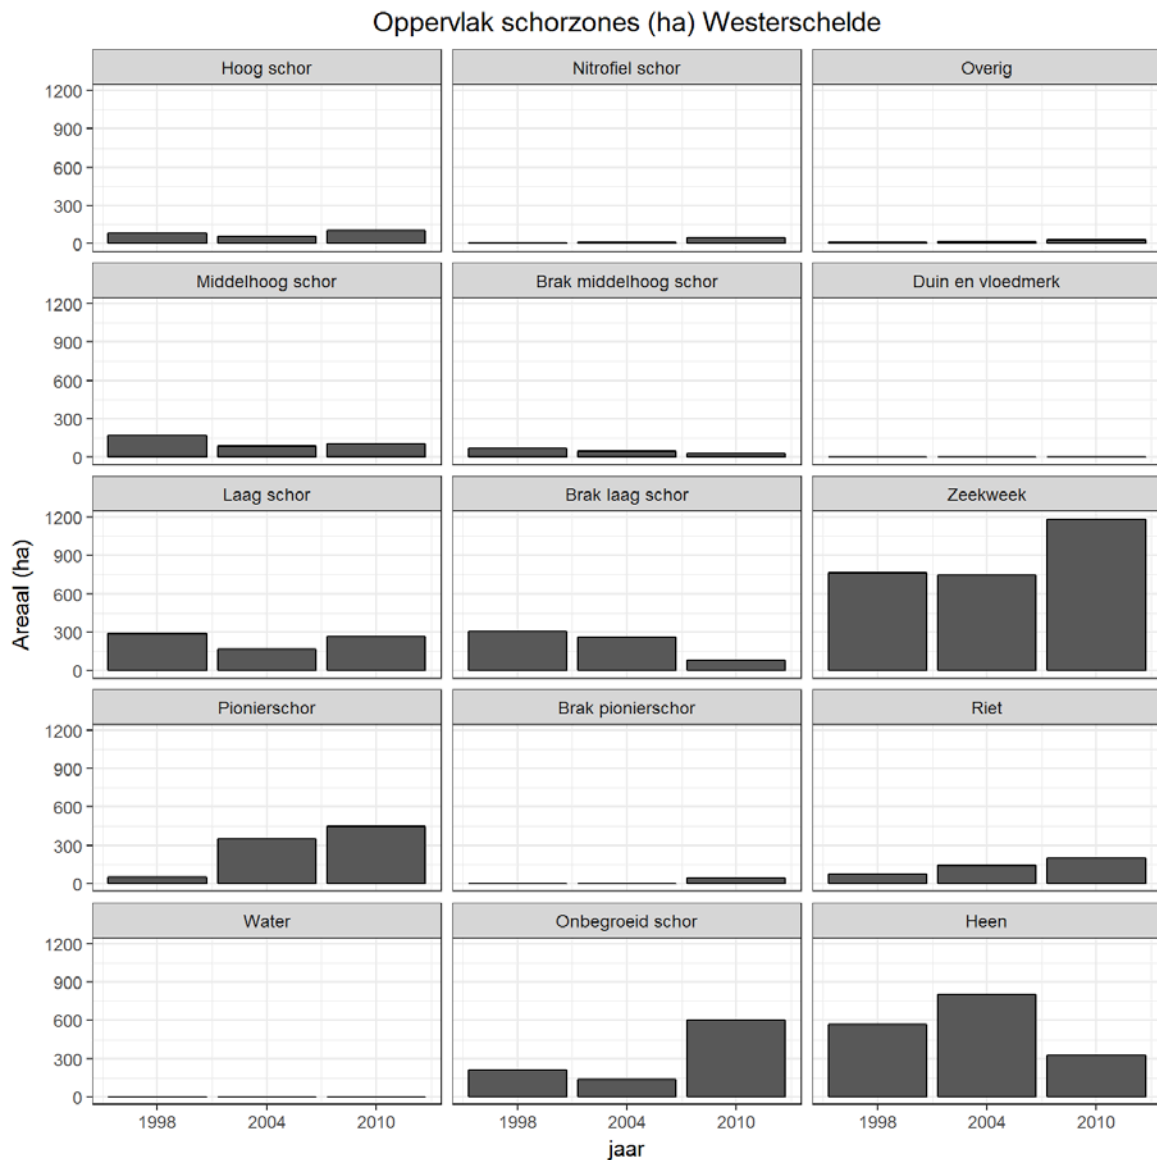 Oppervlak schorzones (ha) Westerschelde
Hoog schor
Nitrofiel schor
Overig
1200
900
600
300
0
Middelhoog schor
Brak middelhoog schor
Duin en vloedmerk
1200
900
600
300
0
Laag schor
Brak laag schor
Zeekweek
1200
900
600
300
0
Areaal (ha)
Pionierschor
Brak pionierschor
Riet
1200
900
600
300
0
Water
Onbegroeid schor
Heen
1200
900
600
300
0
1998 2004 2010
1998 2004 2010
1998 2004 2010
jaar